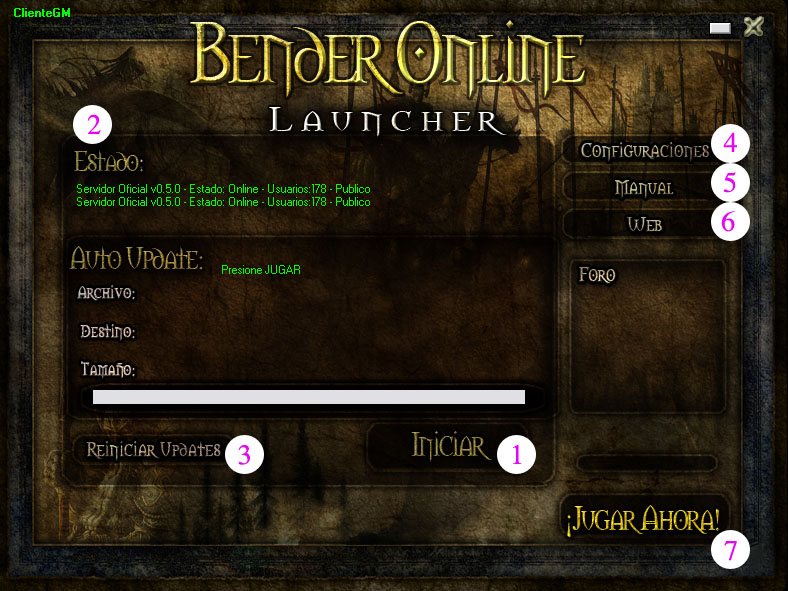 ClienteGM
BENDER ONLINE
LAUNCHER
2
ESTADO:
Servidor Oficial v0.5.0 - Estado: Online - Usuarios:178 - Publico
Servidor Oficial v0.5.0 - Estado: Online - Usuarios:178 - Publico
CONFIGURACIONES 4
MANUAL 5
WEB 6
AUTO UPDATE:
Presione JUGAR
ARCHIVO:
DESTINO:
TAMAÑO:
FORO
REINICIAR UPDATES 3
INICIAR 1
¡JUGAR AHORA!
7